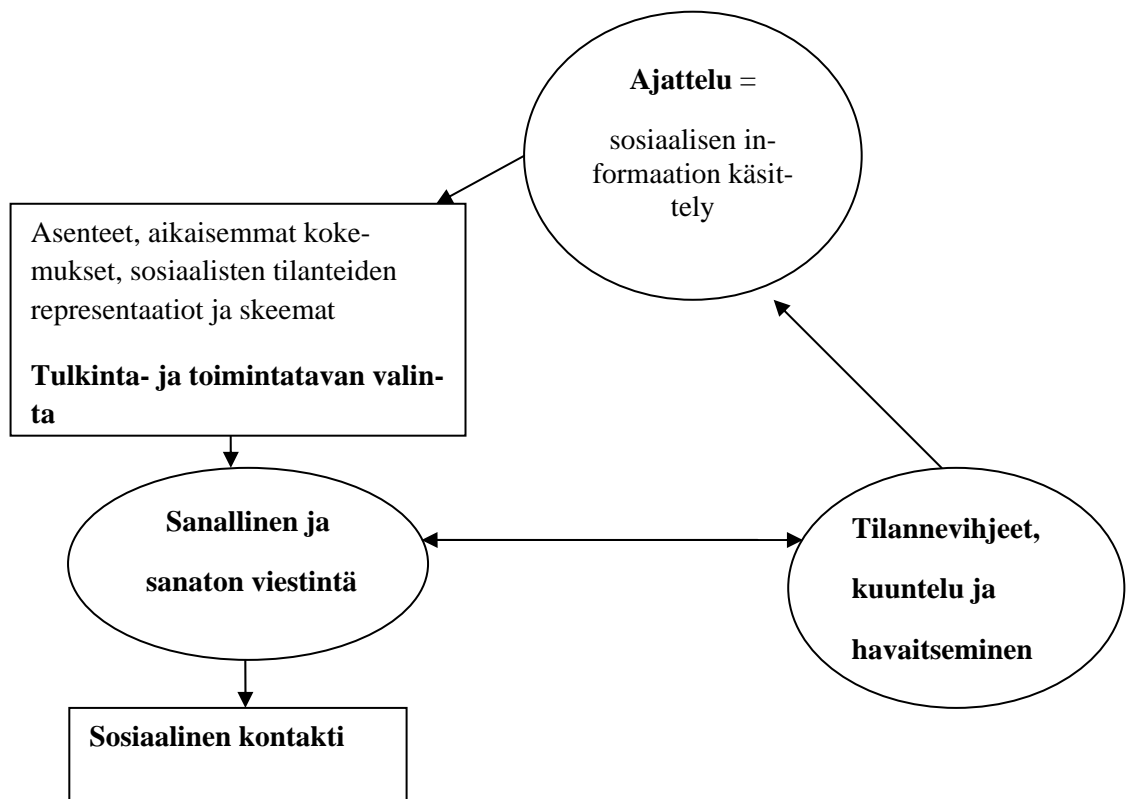 Ajattelu =
sosiaalisen in-
formaation käsit-
tely
Asenteet, aikaisemmat koke-
mukset, sosiaalisten tilanteiden
representaatiot ja skeemat
Tulkinta- ja toimintatavan valin-
ta
Sanallinen ja
sanaton viestintä
Tilannevihjeet,
kuuntelu ja
havaitseminen
Sosiaalinen kontakti